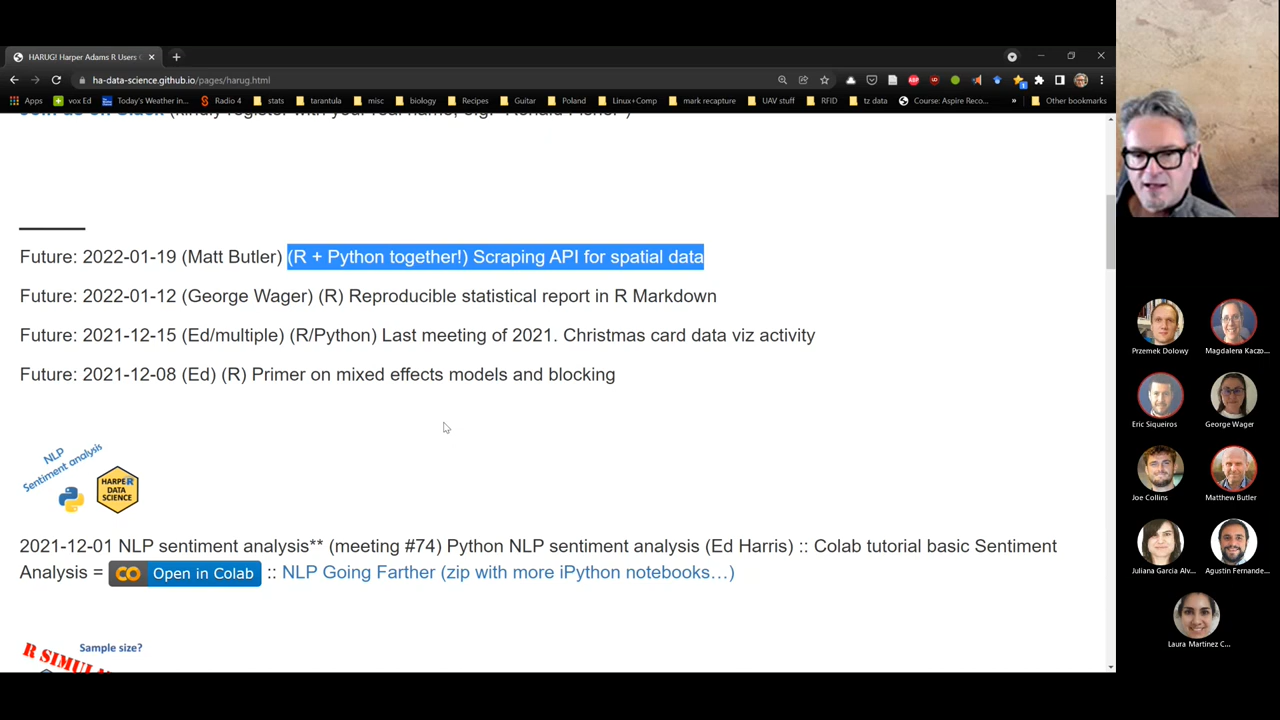 HARUG! Harper Adams R Users
ha-data-science.github.io/pages/harug.html
Apps
vox Ed
Today's Weather in...
Radio 4
stats
tarantula
misc
biology
Recipes
Guitar
Poland
Linux+Comp
mark recapture
UAV stuff
RFID
tz data
Course: Aspire Reco...
»
Other bookmarks
Future: 2022-01-19 (Matt Butler) (R + Python together!) Scraping API for spatial data
Future: 2022-01-12 (George Wager) (R) Reproducible statistical report in R Markdown
Future: 2021-12-15 (Ed/multiple) (R/Python) Last meeting of 2021. Christmas card data viz activity
Future: 2021-12-08 (Ed) (R) Primer on mixed effects models and blocking
NLP
Sentiment analysis
HARPER
DATA
SCIENCE
2021-12-01 NLP sentiment analysis** (meeting #74) Python NLP sentiment analysis (Ed Harris) :: Colab tutorial basic Sentiment
Analysis = Open in Colab :: NLP Going Farther (zip with more iPython notebooks…)
Sample size?
Przemek Dolowy
Magdalena Kaczo...
Eric Siqueiros
George Wager
Joe Collins
Matthew Butler
Juliana Garcia Alv...
Agustin Fernande...
Laura Martinez C...